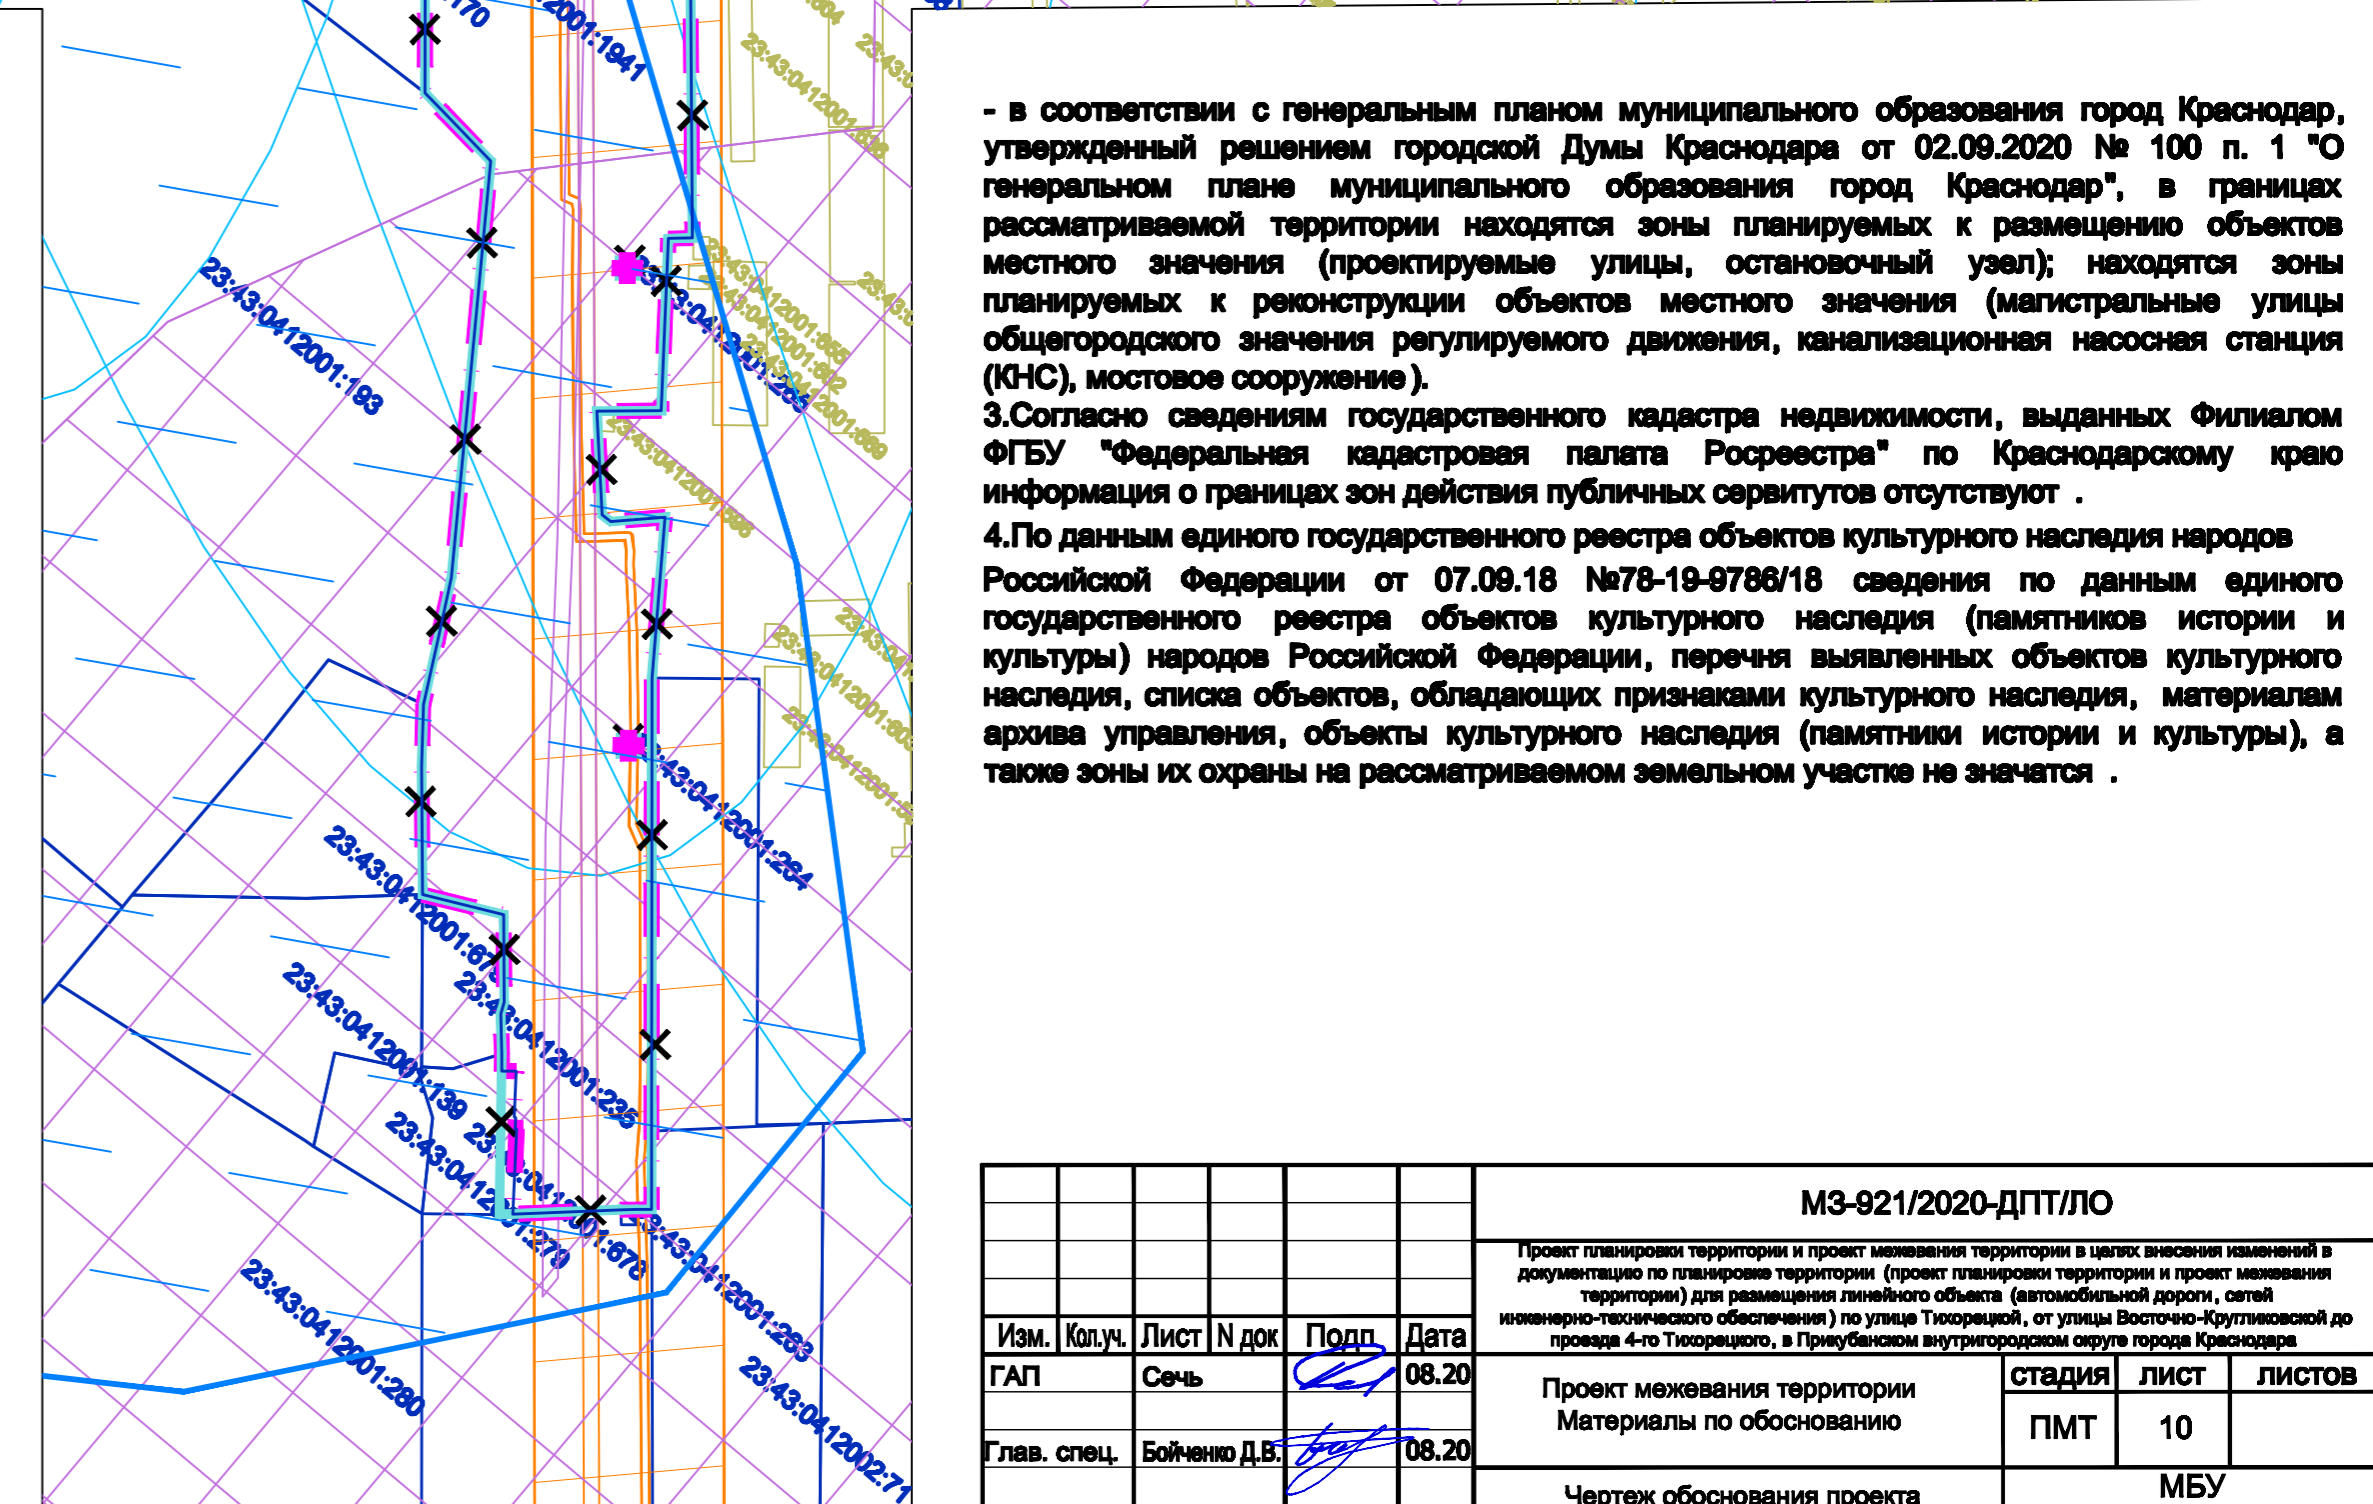 - в соответствии с генеральным планом муниципального образования город Краснодар,
утвержденный решением городской Думы Краснодара от 02.09.2020 № 100 п. 1 "О
генеральном плане муниципального образования город Краснодар", в границах
рассматриваемой территории находятся зоны планируемых к размещению объектов
местного значения (проектируемые улицы, остановочный узел); находятся зоны
планируемых к реконструкции объектов местного значения (магистральные улицы
общегородского значения регулируемого движения, канализационная насосная станция
(КНС), мостовое сооружение).
3.Согласно сведениям государственного кадастра недвижимости, выданных Филиалом
ФГБУ "Федеральная кадастровая палата Росреестра" по Краснодарскому краю
информация о границах зон действия публичных сервитутов отсутствуют .
4.По данным единого государственного реестра объектов культурного наследия народов
Российской Федерации от 07.09.18 №78-19-9786/18 сведения по данным единого
государственного реестра объектов культурного наследия (памятников истории и
культуры) народов Российской Федерации, перечня выявленных объектов культурного
наследия, списка объектов, обладающих признаками культурного наследия, материалам
архива управления, объекты культурного наследия (памятники истории и культуры), а
также зоны их охраны на рассматриваемом земельном участке не значатся .
23:43:0412001:193
23:43:0412001:264
23:43:0412001:139
23:43:0412001:235
23:43:0412001:279
23:43:0412001:283
23:43:0412001:280
23:43:0412002:71
МЗ-921/2020-ДПТ/ЛО
Проект планировки территории и проект межевания территории в целях внесения изменений в
документацию по планировке территории (проект планировки территории и проект межевания
территории) для размещения линейного объекта (автомобильной дороги, сетей
инженерно-технического обеспечения) по улице Тихорецкой, от улицы Восточно-Кругликовской до
проезда 4-го Тихорецкого, в Прикубанском внутригородском округе города Краснодара
Изм. Кол.уч. Лист N док Подп Дата
ГАП Сечь 08.20
Глав. спец. Бойченко Д.В. 08.20
Проект межевания территории
Материалы по обоснованию
стадия лист листов
ПМТ 10
Чертеж обоснования проекта
МБУ